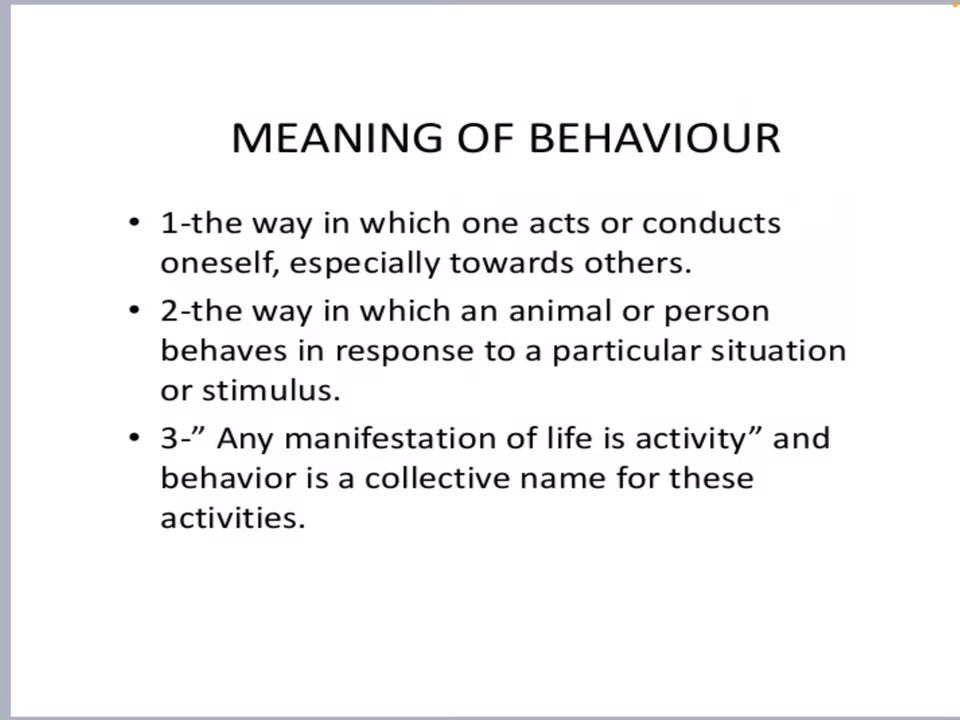 MEANING OF BEHAVIOUR
• 1-the way in which one acts or conducts
oneself, especially towards others.
• 2-the way in which an animal or person
behaves in response to a particular situation
or stimulus.
• 3-” Any manifestation of life is activity” and
behavior is a collective name for these
activities.